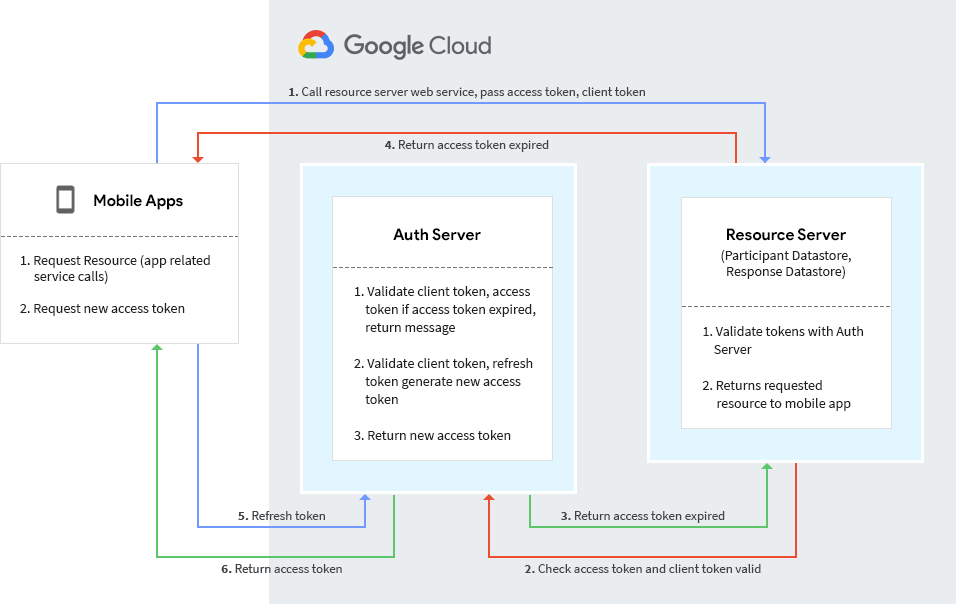 Google Cloud
1. Call resource server web service, pass access token, client token
4. Return access token expired
Mobile Apps
1. Request Resource (app related
service calls)
2. Request new access token
Auth Server
1. Validate client token, access
token if access token expired,
return message
2. Validate client token, refresh
token generate new access
token
3. Return new access token
Resource Server
(Participant Datastore,
Response Datastore)
1. Validate tokens with Auth
Server
2. Returns requested
resource to mobile app
5. Refresh token
3. Return access token expired
6. Return access token
2. Check access token and client token valid